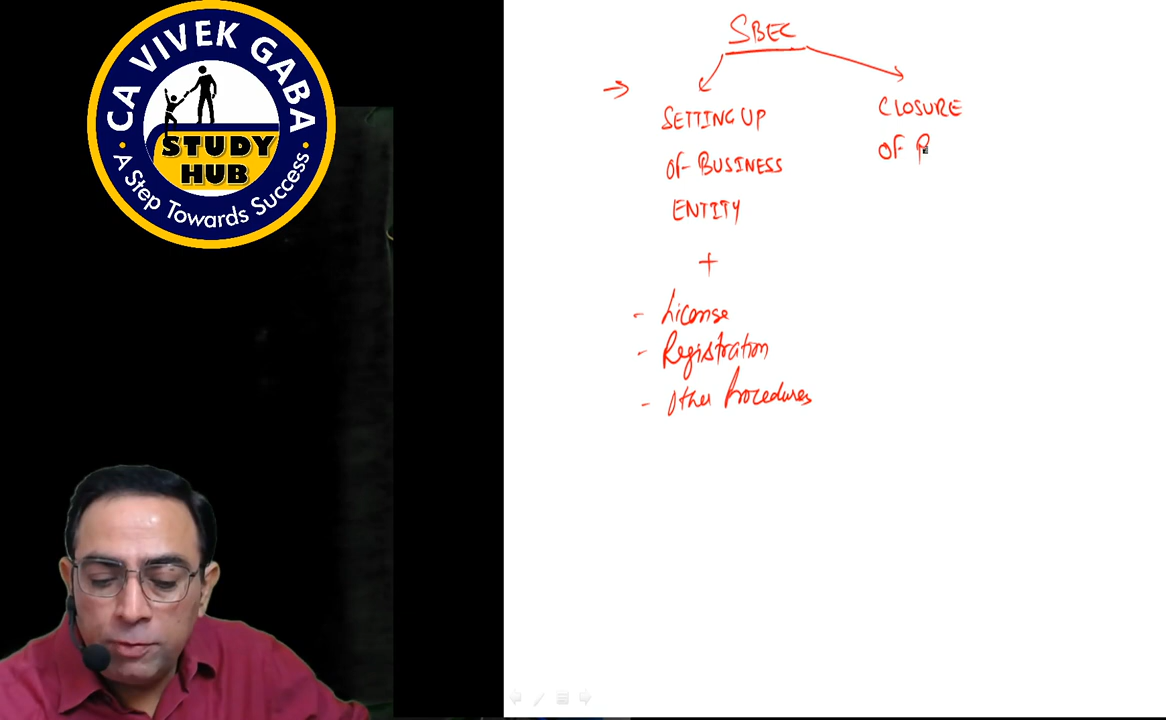 CA VIVEK GABA
STUDY
HUB
A Step Towards Success
SBEC
SETTING UP
OF BUSINESS
ENTITY
+
- License
- Registration
- Other Procedures
CLOSURE
OF